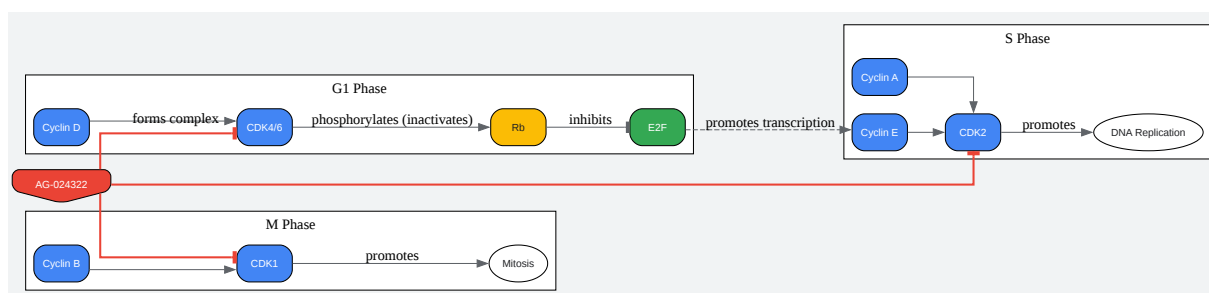 S Phase
Cyclin A
G1 Phase
Cyclin D
forms complex
CDK4/6
phosphorylates (inactivates)
Rb
inhibits
E2F
promotes transcription
Cyclin E
CDK2
promotes
DNA Replication
AG-024322
M Phase
Cyclin B
CDK1
promotes
Mitosis